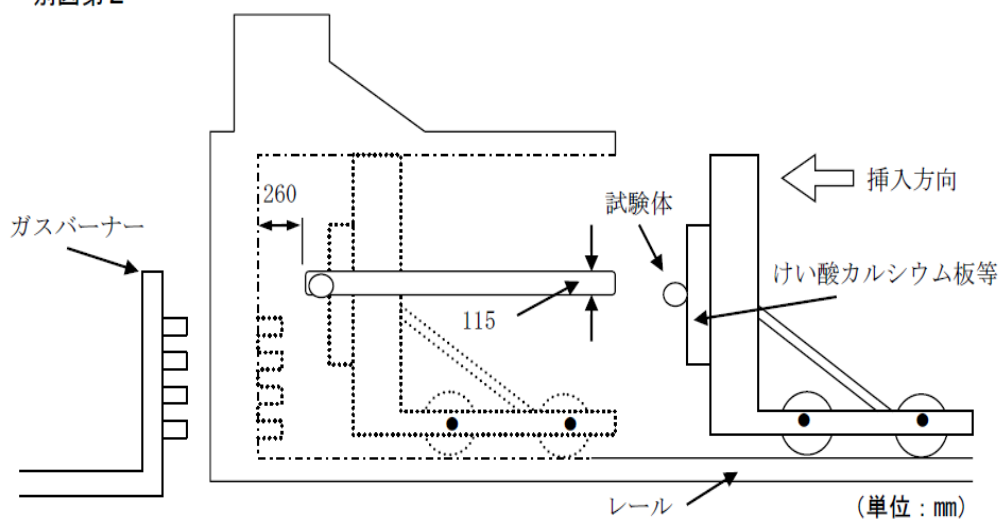 260
挿入方向
試験体
ガスバーナー
けい酸カルシウム板等
115
レール
(単位:mm)